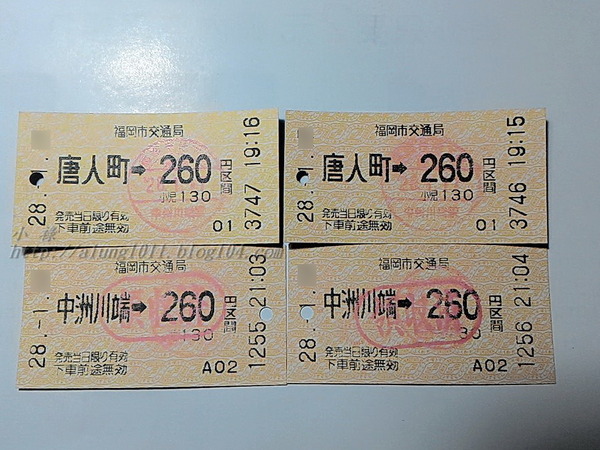 福岡市交通局
唐人町➡260円区間
小児130
28.-1.
発売当日限り有効
下車前途無効
01
3747 19:16
福岡市交通局
唐人町➡260円区間
小児130
28.-1.
発売当日限り有効
下車前途無効
01
3746 19:15
福岡市交通局
中洲川端➡260円区間
130
28.-1.
発売当日限り有効
下車前途無効
A02
1255 21:03
福岡市交通局
中洲川端➡260円区間
30
28.-1.
発売当日限り有効
下車前途無効
A02
1256 21:04
小綠
http://alung1011.blog104.com